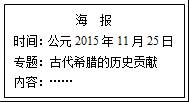 海 报
时间：公元 2015 年 11 月 25 日
专题：古代希腊的历史贡献
内容：……